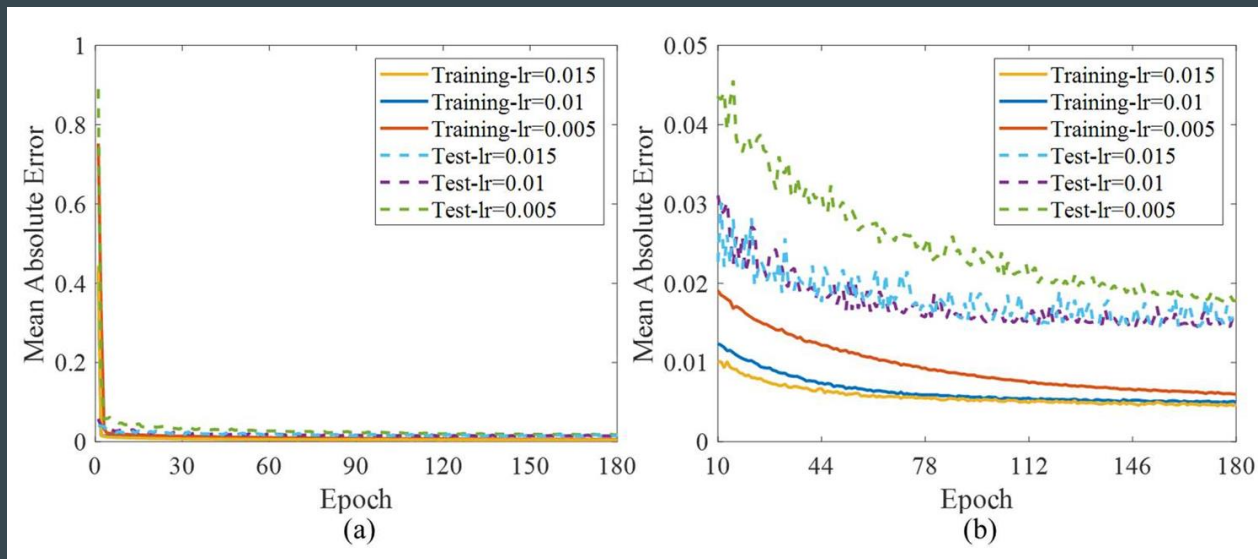 1
0.8
0.6
0.4
0.2
0
Mean Absolute Error
Training-lr=0.015
Training-lr=0.01
Training-lr=0.005
Test-lr=0.015
Test-lr=0.01
Test-lr=0.005
0 30 60 90 120 150 180
Epoch
(a)
0.05
0.04
0.03
0.02
0.01
0
Mean Absolute Error
Training-lr=0.015
Training-lr=0.01
Training-lr=0.005
Test-lr=0.015
Test-lr=0.01
Test-lr=0.005
10 44 78 112 146 180
Epoch
(b)